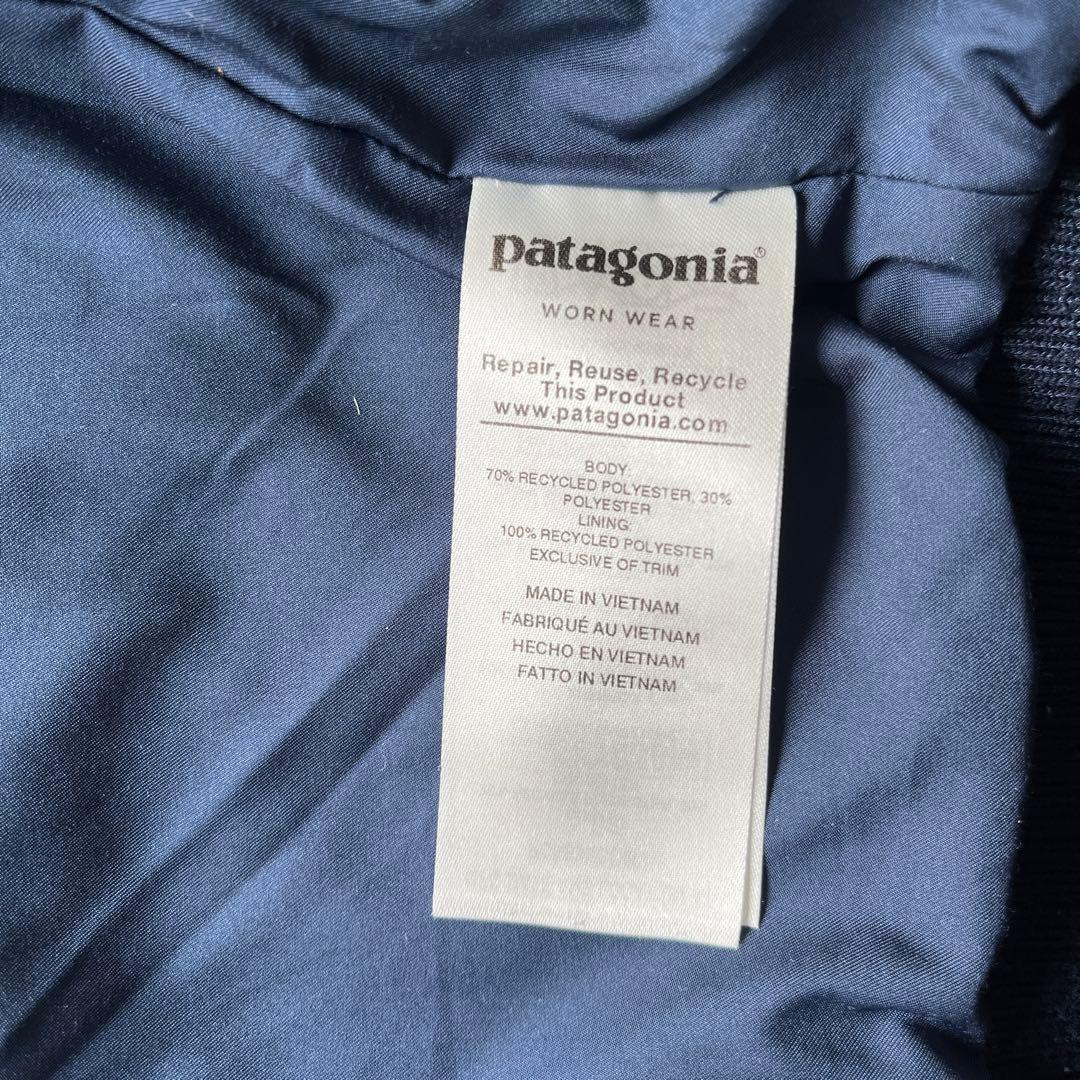 patagonia®
WORN WEAR
Repair, Reuse, Recycle
This Product
www.patagonia.com
BODY:
70% RECYCLED POLYESTER, 30%
POLYESTER
LINING:
100% RECYCLED POLYESTER
EXCLUSIVE OF TRIM
MADE IN VIETNAM
FABRIQUÉ AU VIETNAM
HECHO EN VIETNAM
FATTO IN VIETNAM